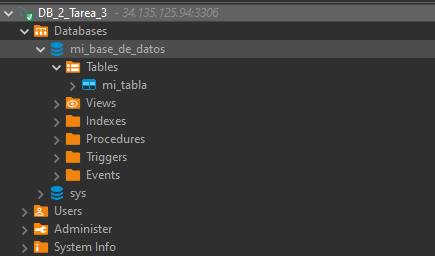 DB_2_Tarea_3 - 34.135.125.94:3306
Databases
mi_base_de_datos
Tables
mi_tabla
Views
Indexes
Procedures
Triggers
Events
sys
Users
Administer
System Info